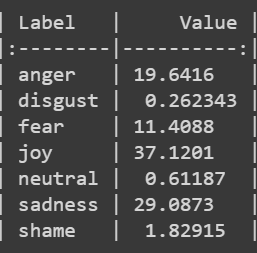 | Label   |     Value |
|:--------|----------:|
| anger   | 19.6416   |
| disgust |  0.262343 |
| fear    | 11.4088   |
| joy     | 37.1201   |
| neutral |  0.61187  |
| sadness | 29.0873   |
| shame   |  1.82915  |